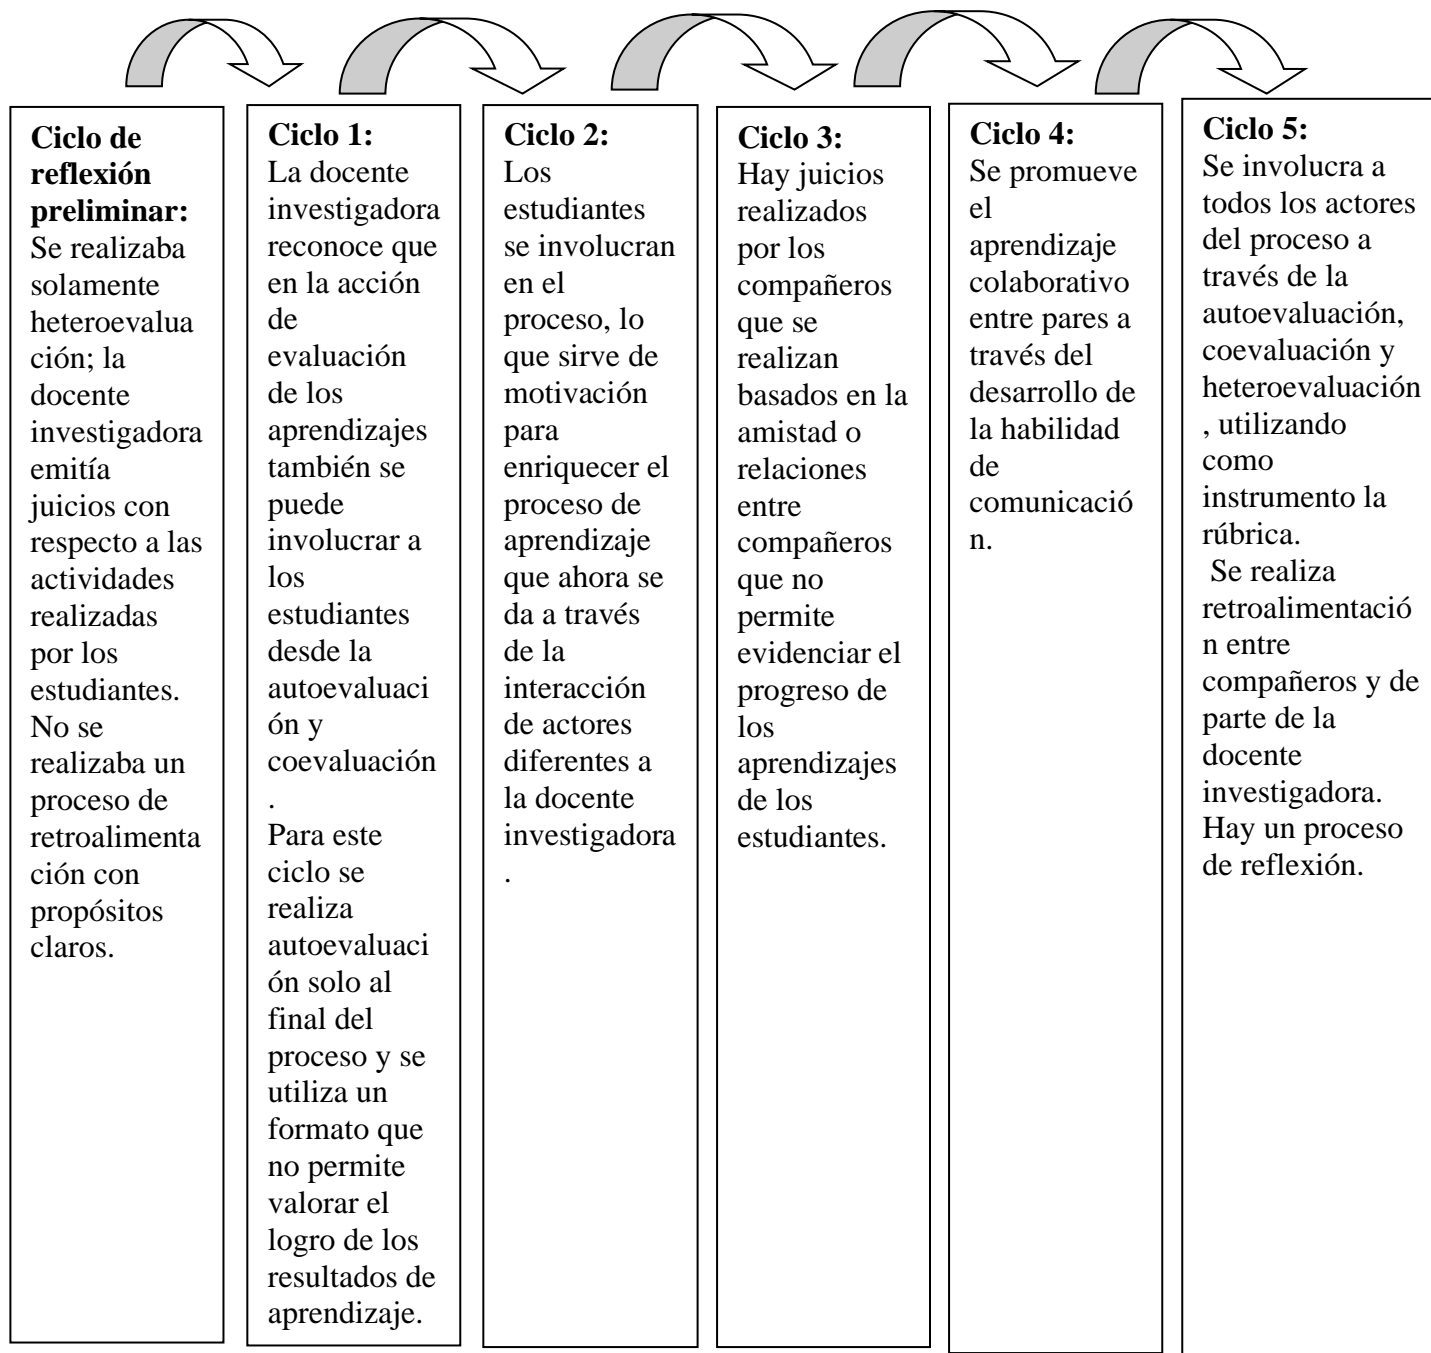 Ciclo de
reflexión
preliminar:
Se realizaba
solamente
heteroevalua
ción; la
docente
investigadora
emitía
juicios con
respecto a las
actividades
realizadas
por los
estudiantes.
No se
realizaba un
proceso de
retroalimenta
ción con
propósitos
claros.
Ciclo 1:
La docente
investigadora
reconoce que
en la acción
de
evaluación
de los
aprendizajes
también se
puede
involucrar a
los
estudiantes
desde la
autoevaluaci
ón y
coevaluación
.
Para este
ciclo se
realiza
autoevaluaci
ón solo al
final del
proceso y se
utiliza un
formato que
no permite
valorar el
logro de los
resultados de
aprendizaje.
Ciclo 2:
Los
estudiantes
se involucran
en el
proceso, lo
que sirve de
motivación
para
enriquecer el
proceso de
aprendizaje
que ahora se
da a través
de la
interacción
de actores
diferentes a
la docente
investigadora
.
Ciclo 3:
Hay juicios
realizados
por los
compañeros
que se
realizan
basados en la
amistad o
relaciones
entre
compañeros
que no
permite
evidenciar el
progreso de
los
aprendizajes
de los
estudiantes.
Ciclo 4:
Se promueve
el
aprendizaje
colaborativo
entre pares a
través del
desarrollo de
la habilidad
de
comunicació
n.
Ciclo 5:
Se involucra a
todos los actores
del proceso a
través de la
autoevaluación,
coevaluación y
heteroevaluación
, utilizando
como
instrumento la
rúbrica.
Se realiza
retroalimentació
n entre
compañeros y de
parte de la
docente
investigadora.
Hay un proceso
de reflexión.